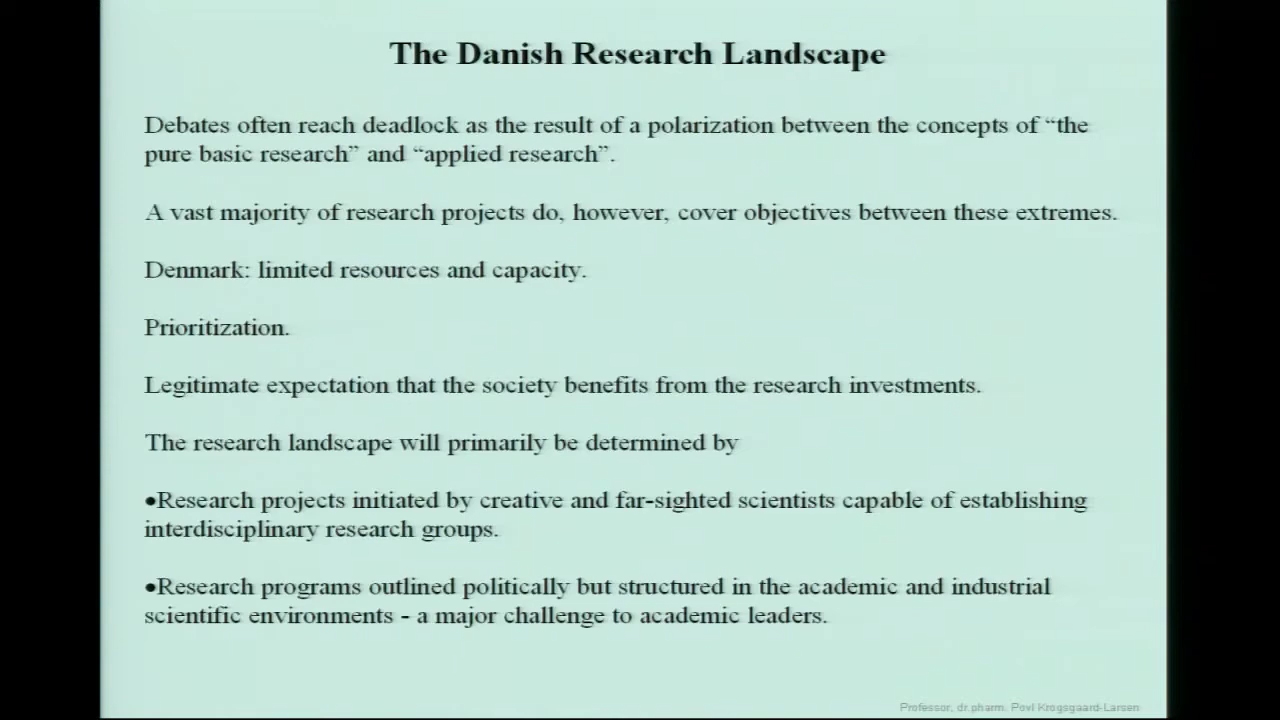 The Danish Research Landscape
Debates often reach deadlock as the result of a polarization between the concepts of “the
pure basic research” and “applied research”.
A vast majority of research projects do, however, cover objectives between these extremes.
Denmark: limited resources and capacity.
Prioritization.
Legitimate expectation that the society benefits from the research investments.
The research landscape will primarily be determined by
•Research projects initiated by creative and far-sighted scientists capable of establishing
interdisciplinary research groups.
•Research programs outlined politically but structured in the academic and industrial
scientific environments - a major challenge to academic leaders.
Professor, dr.pharm. Povl Krogsgaard-Larsen